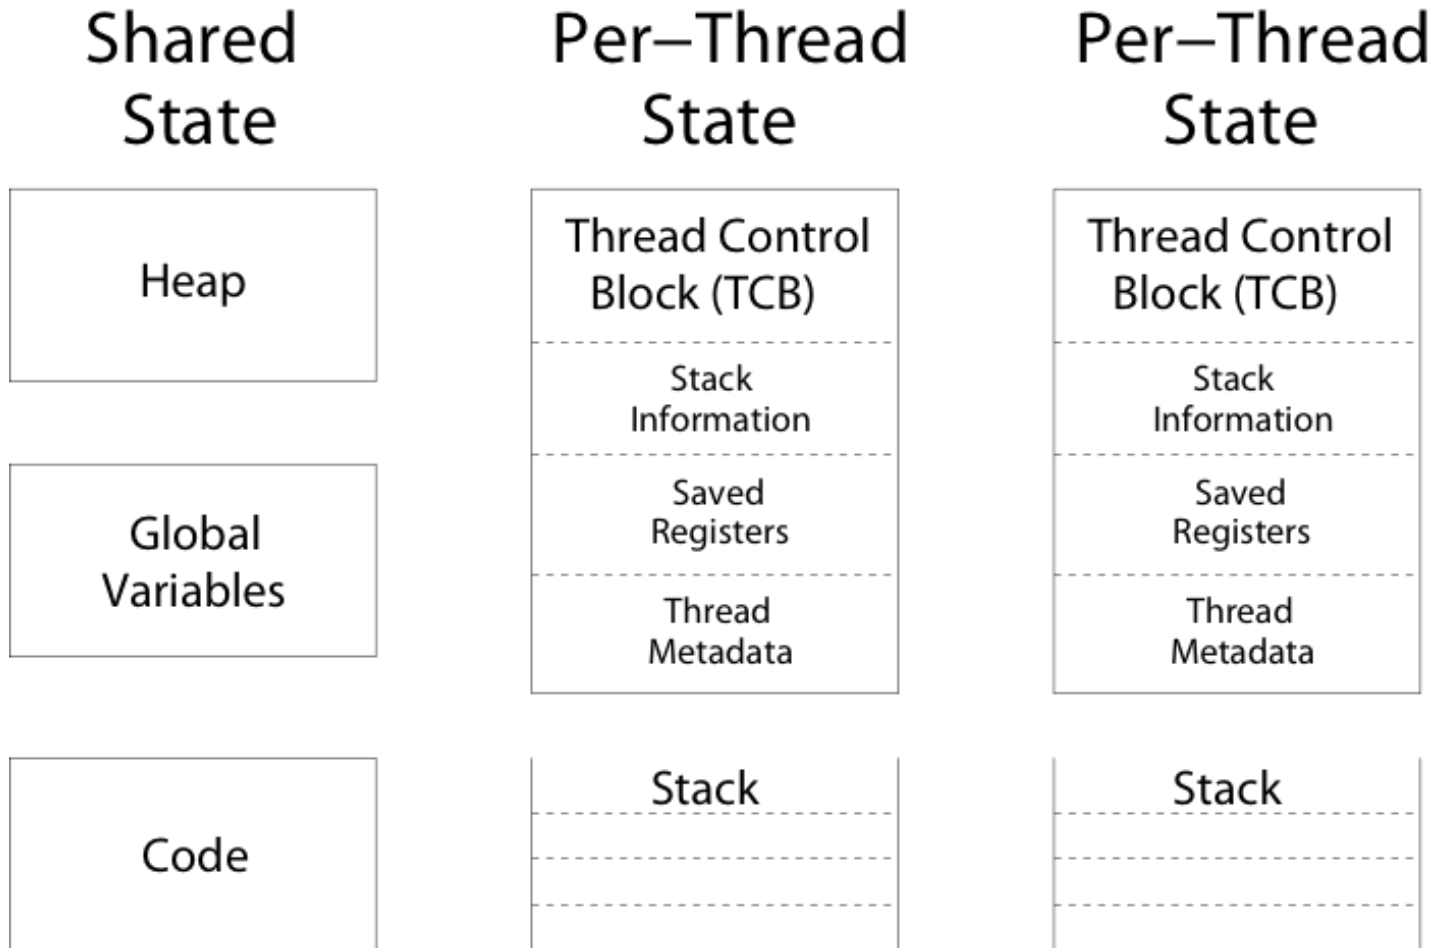 Shared
State
Heap
Global
Variables
Code
Per–Thread
State
Thread Control
Block (TCB)
Stack
Information
Saved
Registers
Thread
Metadata
Stack
Per–Thread
State
Thread Control
Block (TCB)
Stack
Information
Saved
Registers
Thread
Metadata
Stack